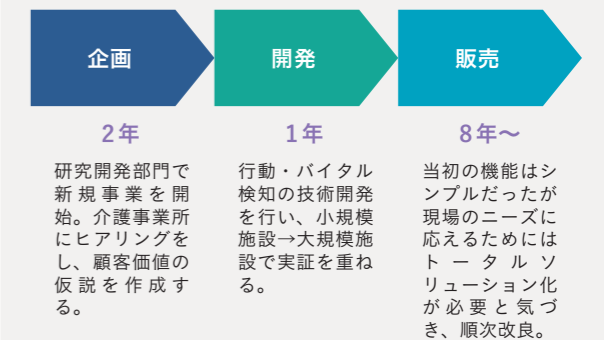 企画
開発
販売
2年
1年
8年～
研究開発部門で
新規事業を開
始。介護事業所
にヒアリングを
し、顧客価値の
仮説を作成す
る。
行動・バイタル
検知の技術開発
を行い、小規模
施設→大規模施
設で実証を重ね
る。
当初の機能はシ
ンプルだったが
現場のニーズに
応えるためには
トータルソ
リューション化
が必要と気づ
き、順次改良。